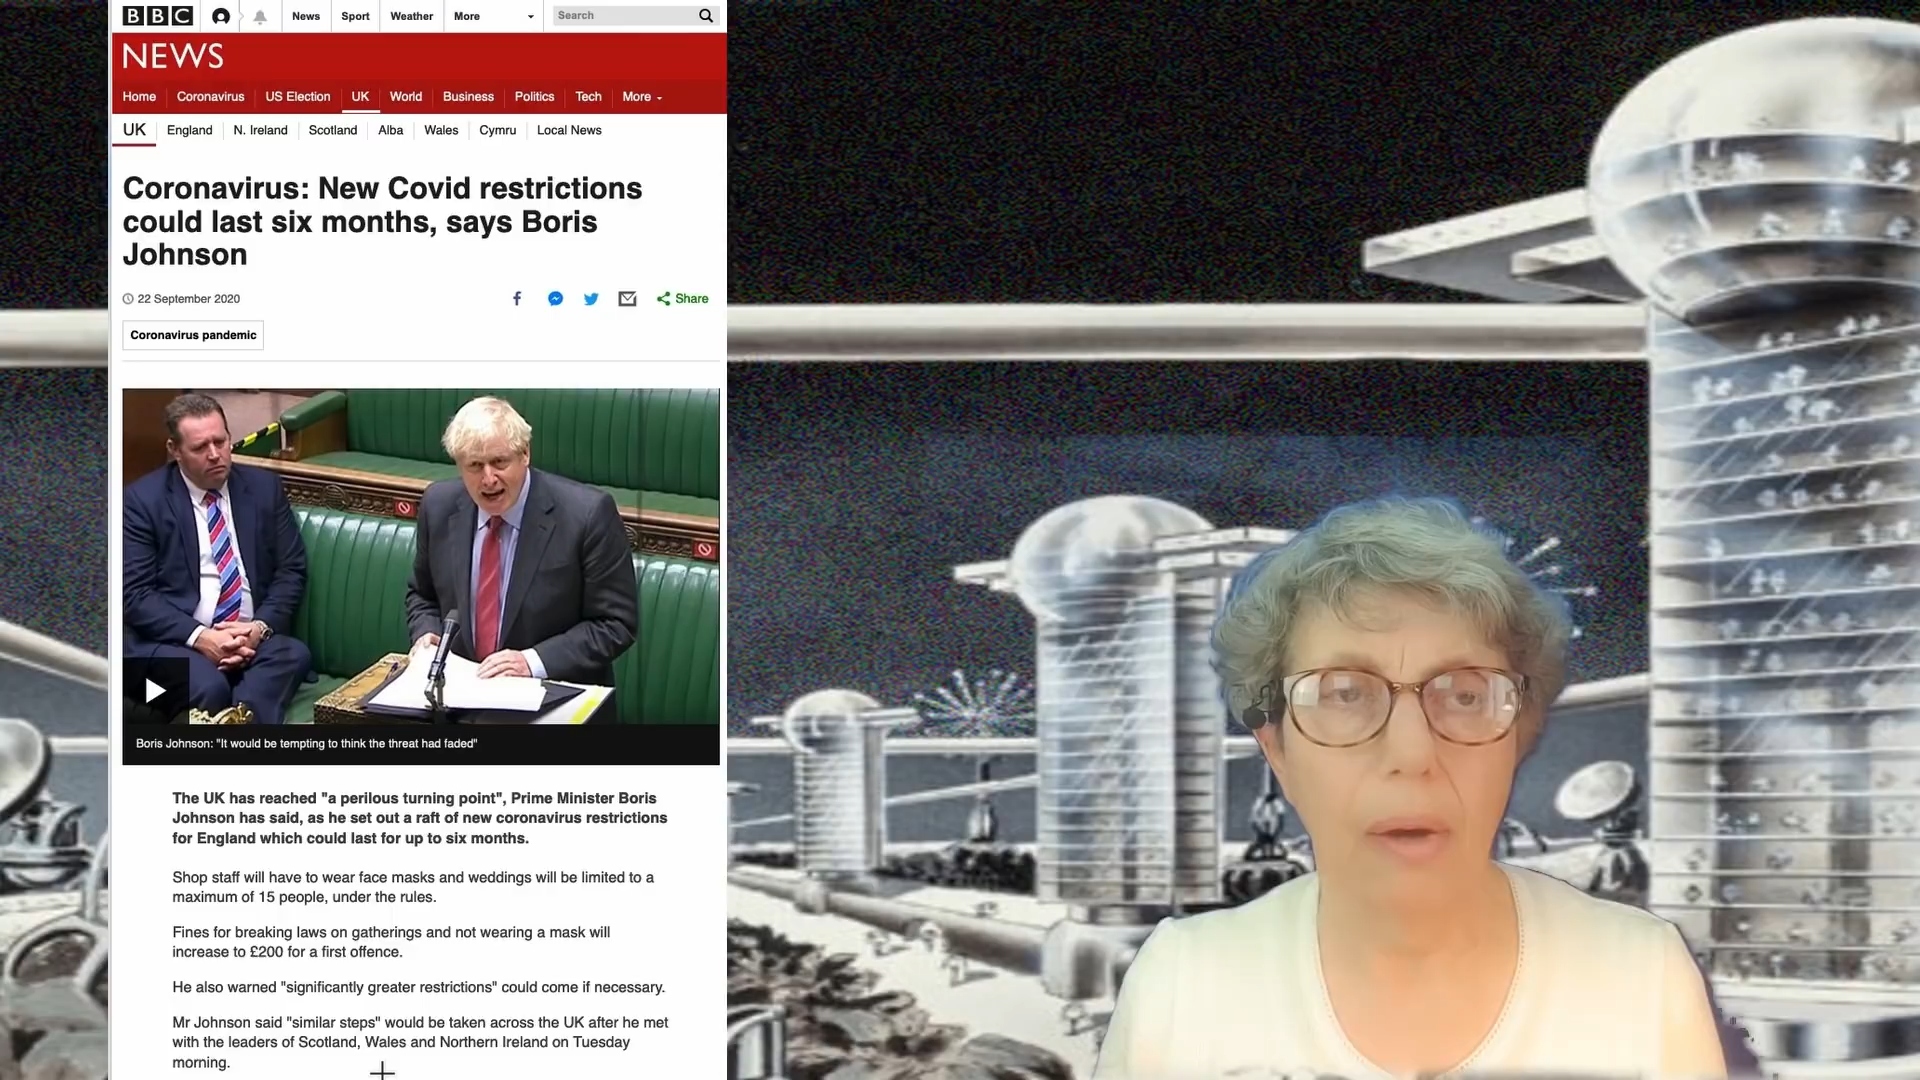 BBC
News
Sport
Weather
More
Search
NEWS
Home
Coronavirus
US Election
UK
World
Business
Politics
Tech
More
UK
England
N. Ireland
Scotland
Alba
Wales
Cymru
Local News
Coronavirus: New Covid restrictions
could last six months, says Boris
Johnson
22 September 2020
Share
Coronavirus pandemic
Boris Johnson: "It would be tempting to think the threat had faded"
The UK has reached "a perilous turning point", Prime Minister Boris
Johnson has said, as he set out a raft of new coronavirus restrictions
for England which could last for up to six months.
Shop staff will have to wear face masks and weddings will be limited to a
maximum of 15 people, under the rules.
Fines for breaking laws on gatherings and not wearing a mask will
increase to £200 for a first offence.
He also warned "significantly greater restrictions" could come if necessary.
Mr Johnson said "similar steps" would be taken across the UK after he met
with the leaders of Scotland, Wales and Northern Ireland on Tuesday
morning.